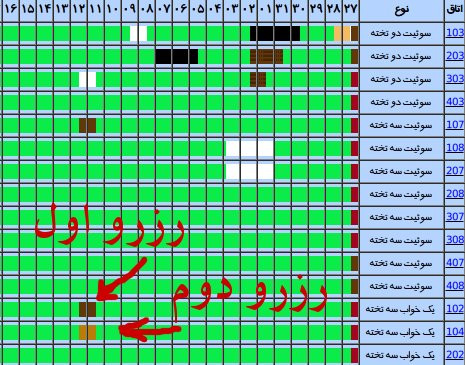 اتاق نوع ۲۷ ۲۸ ۲۹ ۳۰ ۳۱ ۰۱ ۰۲ ۰۳ ۰۴ ۰۵ ۰۶ ۰۷ ۰۸ ۰۹ ۱۰ ۱۱ ۱۲ ۱۳ ۱۴ ۱۵ ۱۶
103 سوئیت دو تخته
203 سوئیت دو تخته
303 سوئیت دو تخته
403 سوئیت دو تخته
107 سوئیت سه تخته
108 سوئیت سه تخته
207 سوئیت سه تخته
208 سوئیت سه تخته
307 سوئیت سه تخته
رزرو اول
308 سوئیت سه تخته
407 سوئیت سه تخته
408 سوئیت سه تخته
رزرو دوم
102 یک خواب سه تخته
104 یک خواب سه تخته
202 یک خواب سه تخته